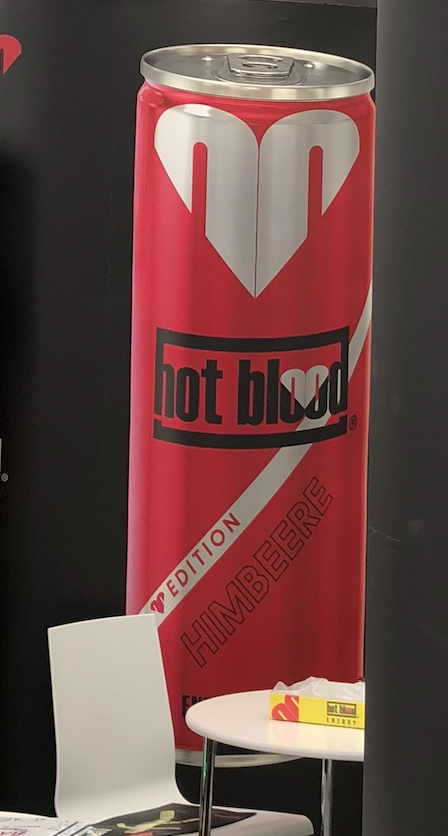 hot blood
®
EDITION
HIMBEERE
hot blood
ENERGY